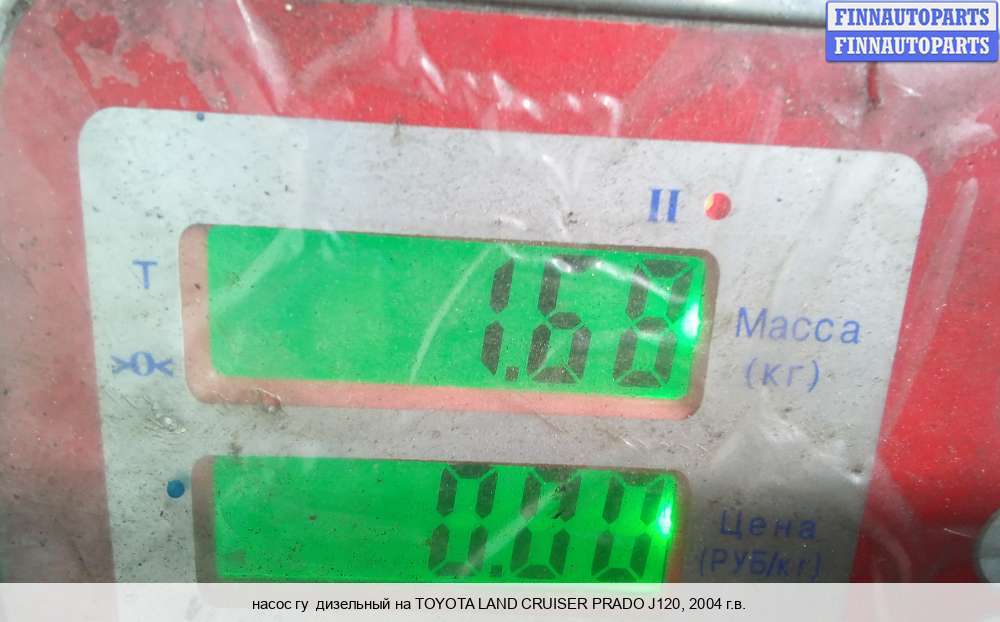 FINNAUTOPARTS
FINNAUTOPARTS
II
T
1.68
Масса
(кг)
>0<
0.00
Цена
(РУБ/кг)
насос гу дизельный на TOYOTA LAND CRUISER PRADO J120, 2004 г.в.